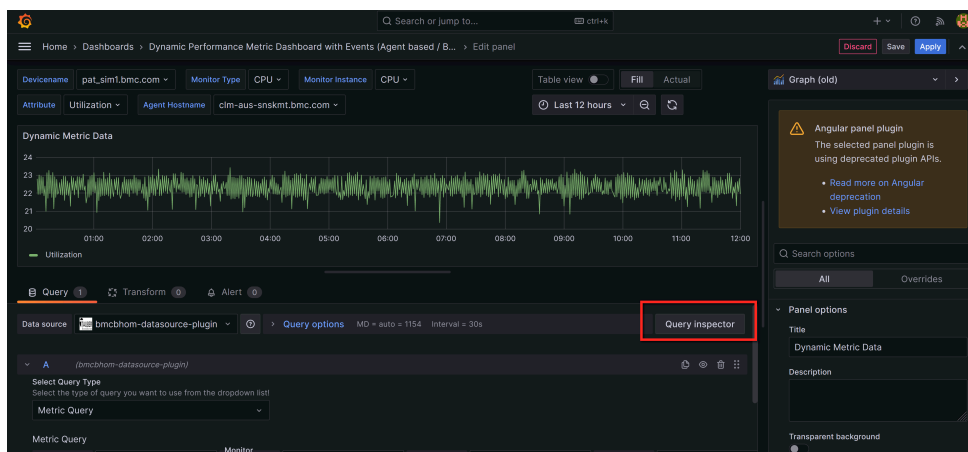 Search or jump to... ctrl+k
Home > Dashboards > Dynamic Performance Metric Dashboard with Events (Agent based / B... > Edit panel
Discard Save Apply
Devicename pat_sim1.bmc.com Monitor Type CPU Monitor Instance CPU
Table view Fill Actual
Graph (old)
Attribute Utilization Agent Hostname clm-aus-snskmt.bmc.com
Last 12 hours
Angular panel plugin
The selected panel plugin is
using deprecated plugin APIs.
• Read more on Angular
deprecation
• View plugin details
Dynamic Metric Data
24
23
22
21
20
01:00 02:00 03:00 04:00 05:00 06:00 07:00 08:00 09:00 10:00 11:00 12:00
Utilization
Search options
All Overrides
Query 1 Transform 0 Alert 0
Data source bmcbhom-datasource-plugin > Query options MD = auto = 1154 Interval = 30s Query inspector
Panel options
Title
Dynamic Metric Data
Description
Transparent background
A (bmcbhom-datasource-plugin)
Select Query Type
Select the type of query you want to use from the dropdown list!
Metric Query
Metric Query
Monitor